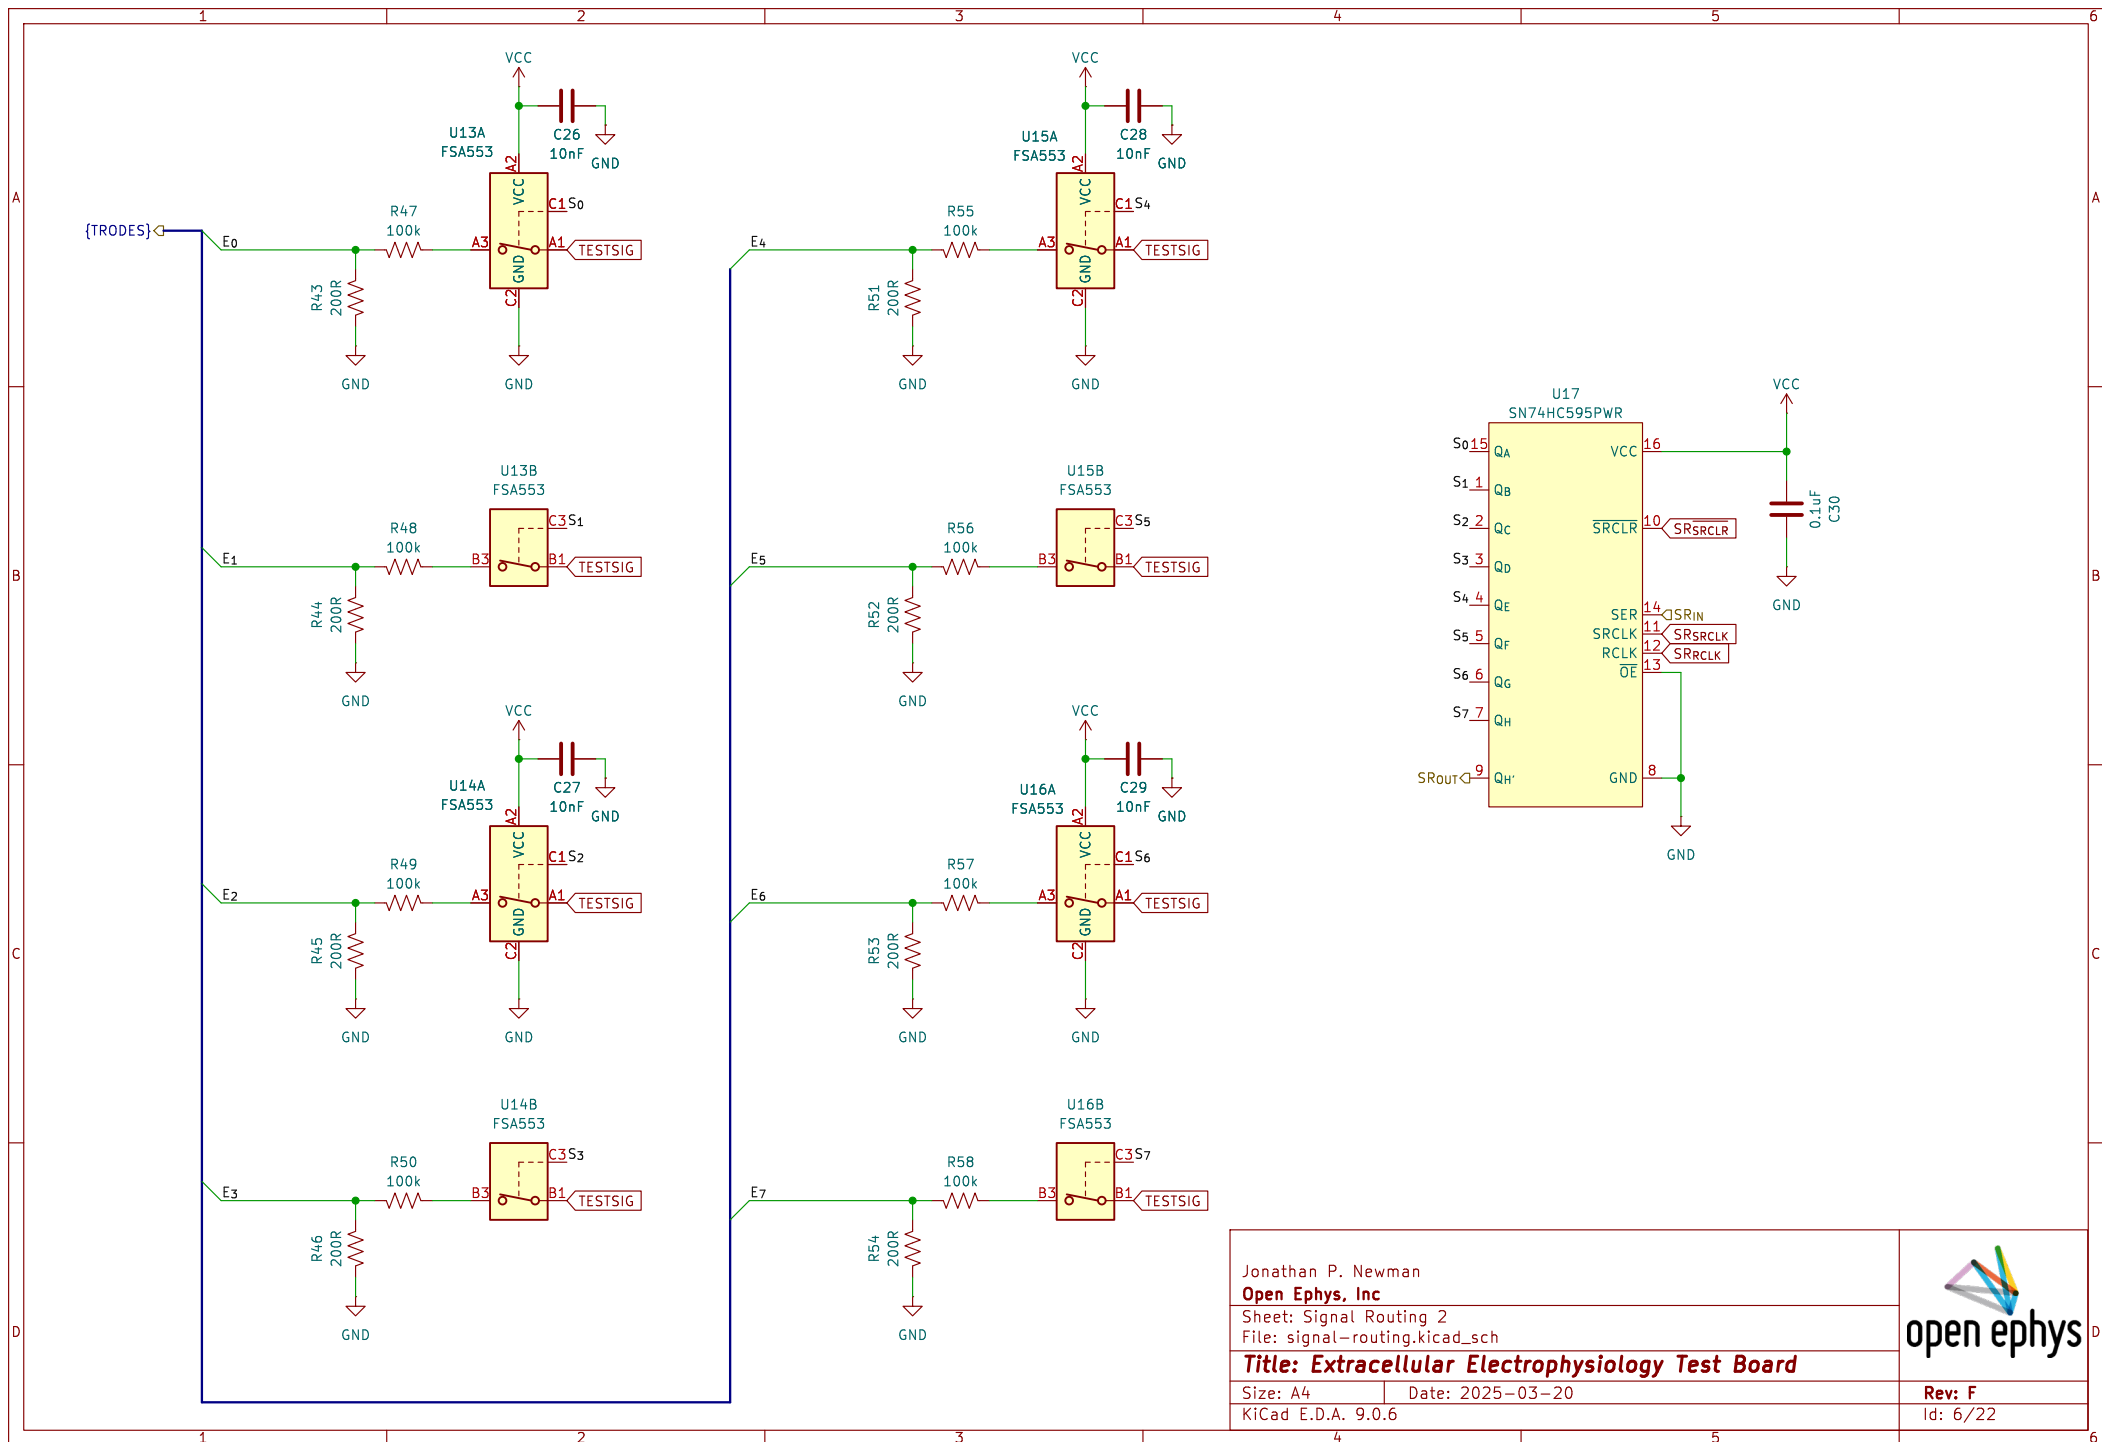 1 2 3 4 5 6
A
B
C
D
{TRODES}
VCC
C26
10nF
GND
U13A
FSA553
A2
VCC
C1 S0
R47
100k
E0
A3
A1
TESTSIG
GND
C2
R43
200R
GND
GND
U13B
FSA553
C3 S1
R48
100k
E1
B3
B1
TESTSIG
R44
200R
GND
VCC
C27
10nF
GND
U14A
FSA553
A2
VCC
C1 S2
R49
100k
E2
A3
A1
TESTSIG
GND
C2
R45
200R
GND
GND
U14B
FSA553
C3 S3
R50
100k
E3
B3
B1
TESTSIG
R46
200R
GND
VCC
C28
10nF
GND
U15A
FSA553
A2
VCC
C1 S4
R55
100k
E4
A3
A1
TESTSIG
GND
C2
R51
200R
GND
GND
U15B
FSA553
C3 S5
R56
100k
E5
B3
B1
TESTSIG
R52
200R
GND
VCC
C29
10nF
GND
U16A
FSA553
A2
VCC
C1 S6
R57
100k
E6
A3
A1
TESTSIG
GND
C2
R53
200R
GND
GND
U16B
FSA553
C3 S7
R58
100k
E7
B3
B1
TESTSIG
R54
200R
GND
U17
SN74HC595PWR
S0 15 QA
S1 1 QB
S2 2 QC
S3 3 QD
S4 4 QE
S5 5 QF
S6 6 QG
S7 7 QH
SROUT 9 QH'
VCC 16
SRCLR 10 SRSRCLR
SER 14 SRIN
SRCLK 11 SRSRCLK
RCLK 12 SRRCLK
OE 13
GND 8
GND
VCC
0.1uF
C30
GND
Jonathan P. Newman
Open Ephys, Inc
Sheet: Signal Routing 2
File: signal-routing.kicad_sch
Title: Extracellular Electrophysiology Test Board
Size: A4 Date: 2025-03-20 Rev: F
KiCad E.D.A. 9.0.6 Id: 6/22
open ephys
A
B
C
D
1 2 3 4 5 6